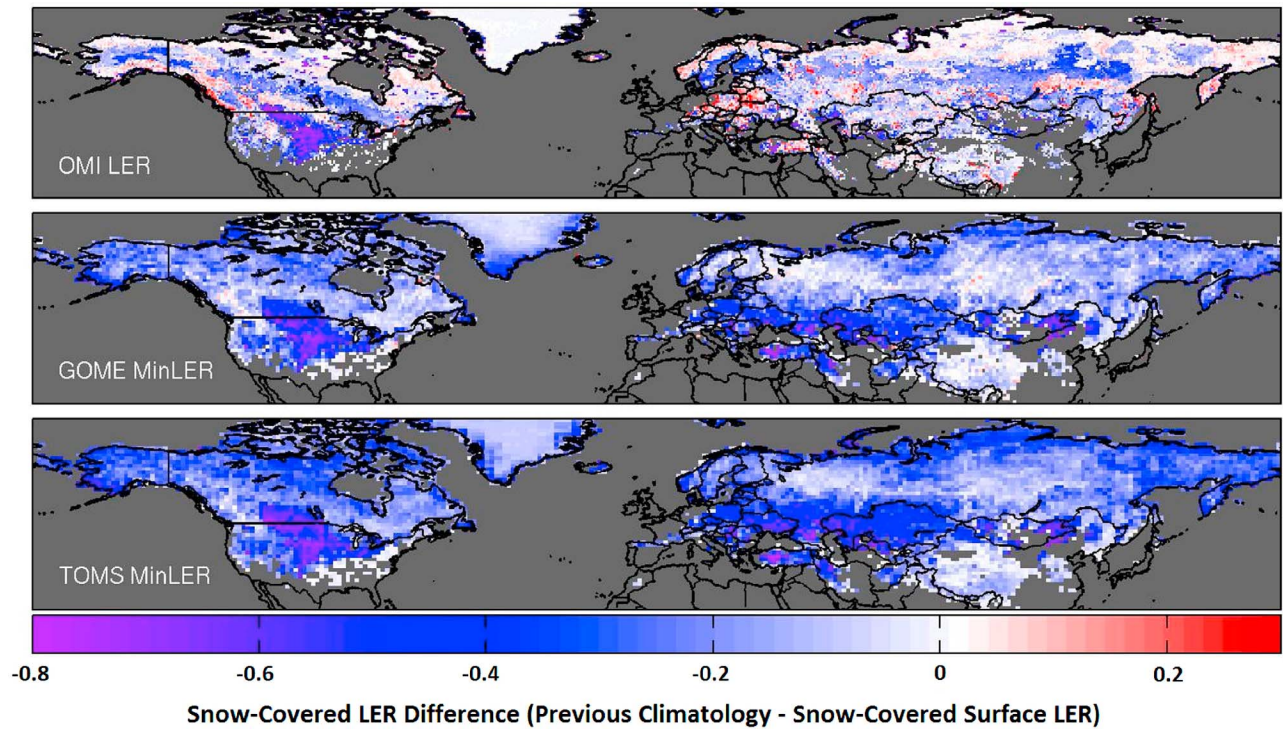 OMI LER
GOME MinLER
TOMS MinLER
-0.8 -0.6 -0.4 -0.2 0 0.2
Snow-Covered LER Difference (Previous Climatology - Snow-Covered Surface LER)